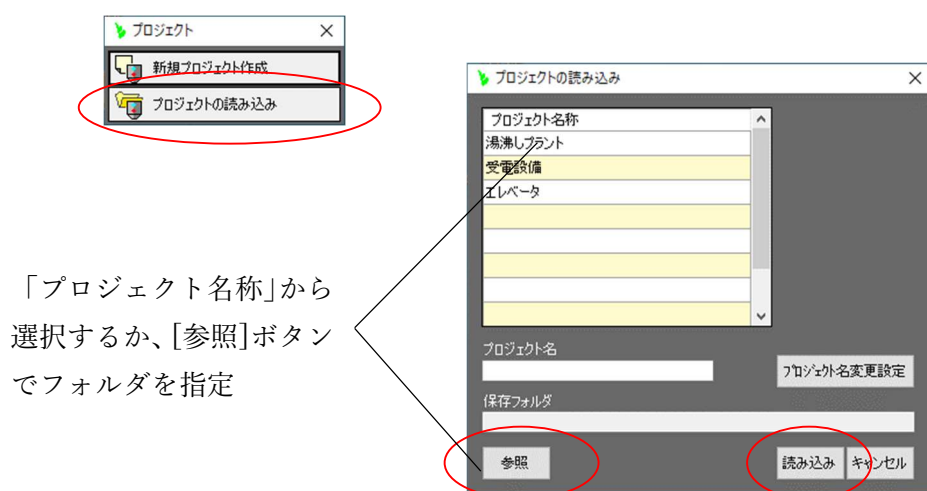 プロジェクト
新規プロジェクト作成
プロジェクトの読み込み
プロジェクトの読み込み
プロジェクト名称
湯沸しプラント
受電設備
エレベータ
「プロジェクト名称」から
選択するか、[参照]ボタン
でフォルダを指定
プロジェクト名
プロジェクト名変更設定
保存フォルダ
参照
読み込み
キャンセル